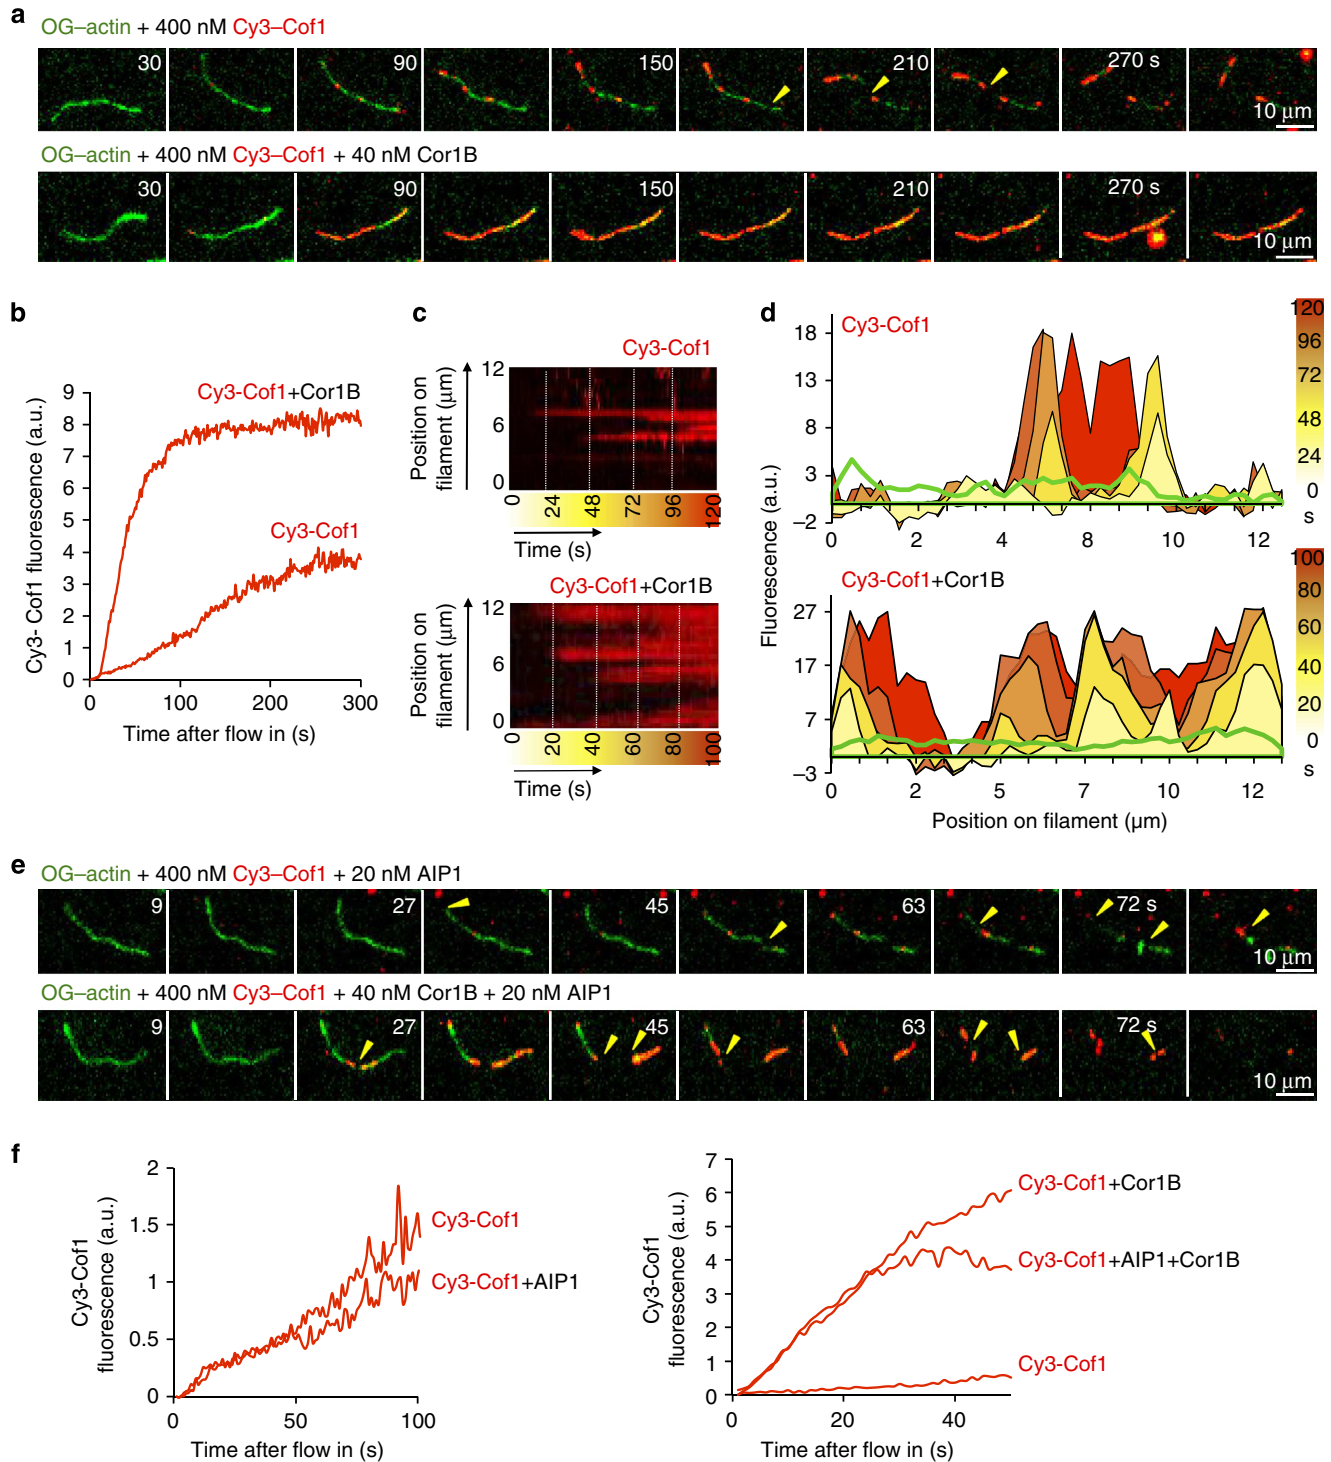 a
OG–actin + 400 nM Cy3–Cof1
30 90 150 210 270 s
10 µm
OG–actin + 400 nM Cy3–Cof1 + 40 nM Cor1B
30 90 150 210 270 s
10 µm
b
Cy3- Cof1 fluorescence (a.u.)
9
8
7
6
5
4
3
2
1
0
Cy3-Cof1+Cor1B
Cy3-Cof1
0 100 200 300
Time after flow in (s)
c
Cy3-Cof1
Position on
filament (µm)
12
6
0
0 24 48 72 96 120
Time (s)
Cy3-Cof1+Cor1B
Position on
filament (µm)
12
6
0
0 20 40 60 80 100
Time (s)
d
Fluorescence (a.u.)
Cy3-Cof1
18
13
8
3
–2
0 2 4 8 10 12
120
96
72
48
24
0
s
Cy3-Cof1+Cor1B
27
17
7
–3
0 2 5 7 10 12
Position on filament (µm)
100
80
60
40
20
0
s
e
OG–actin + 400 nM Cy3–Cof1 + 20 nM AIP1
9 27 45 63 72 s
10 µm
OG–actin + 400 nM Cy3–Cof1 + 40 nM Cor1B + 20 nM AIP1
9 27 45 63 72 s
10 µm
f
Cy3-Cof1
fluorescence (a.u.)
2
1.5
1
0.5
0
Cy3-Cof1
Cy3-Cof1+AIP1
0 50 100
Time after flow in (s)
Cy3-Cof1
fluorescence (a.u.)
7
6
5
4
3
2
1
0
Cy3-Cof1+Cor1B
Cy3-Cof1+AIP1+Cor1B
Cy3-Cof1
0 20 40
Time after flow in (s)